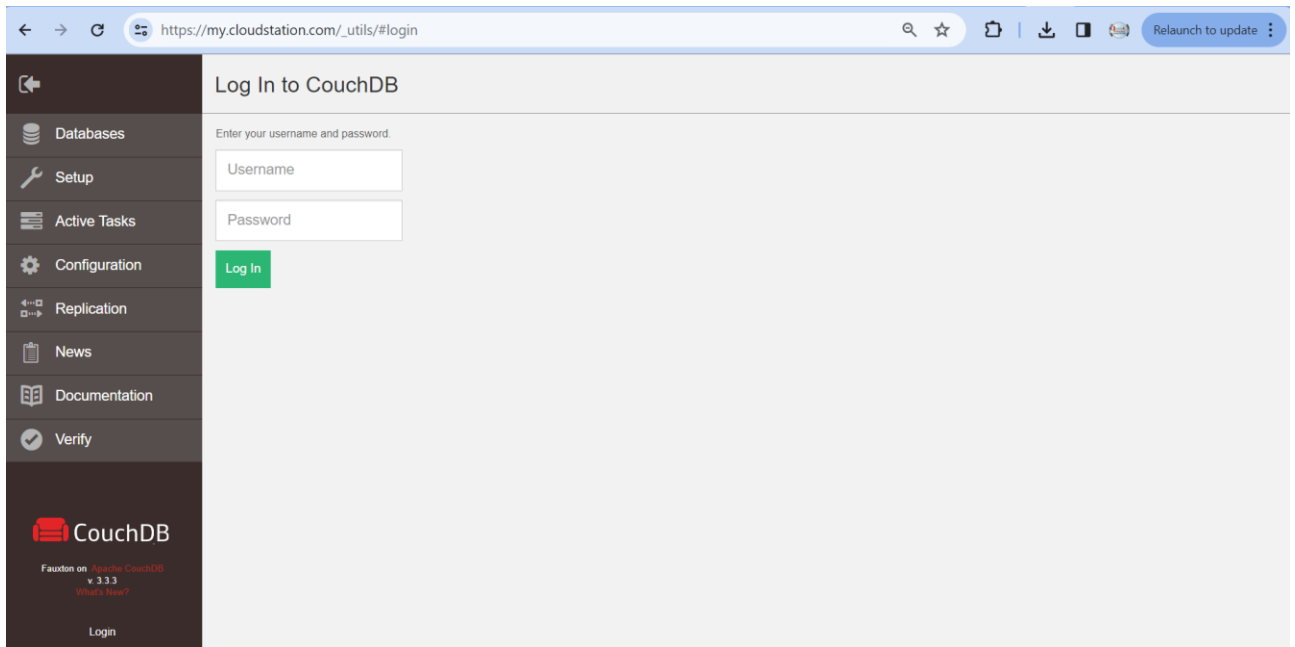 https://my.cloudstation.com/_utils/#login
Relaunch to update
Log In to CouchDB
Databases
Setup
Active Tasks
Configuration
Replication
News
Documentation
Verify
Enter your username and password.
Username
Password
Log In
CouchDB
Fauxton on Apache CouchDB
v. 3.3.3
What's New?
Login